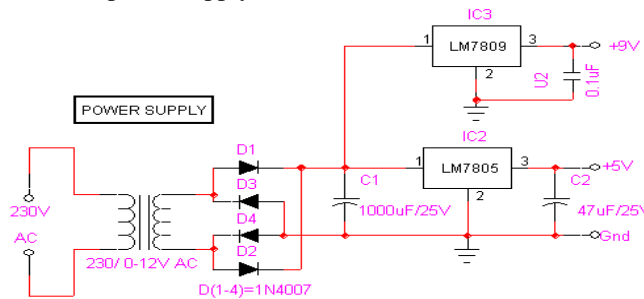 IC3
1 LM7809 3
+9V
2
U2
0.1uF
POWER SUPPLY
IC2
D1
1 LM7805 3
+5V
D3
C1
C2
2
230V
1000uF/25V
47uF/25V
D4
AC
Gnd
D2
230/ 0-12V AC
D(1-4)=1N4007